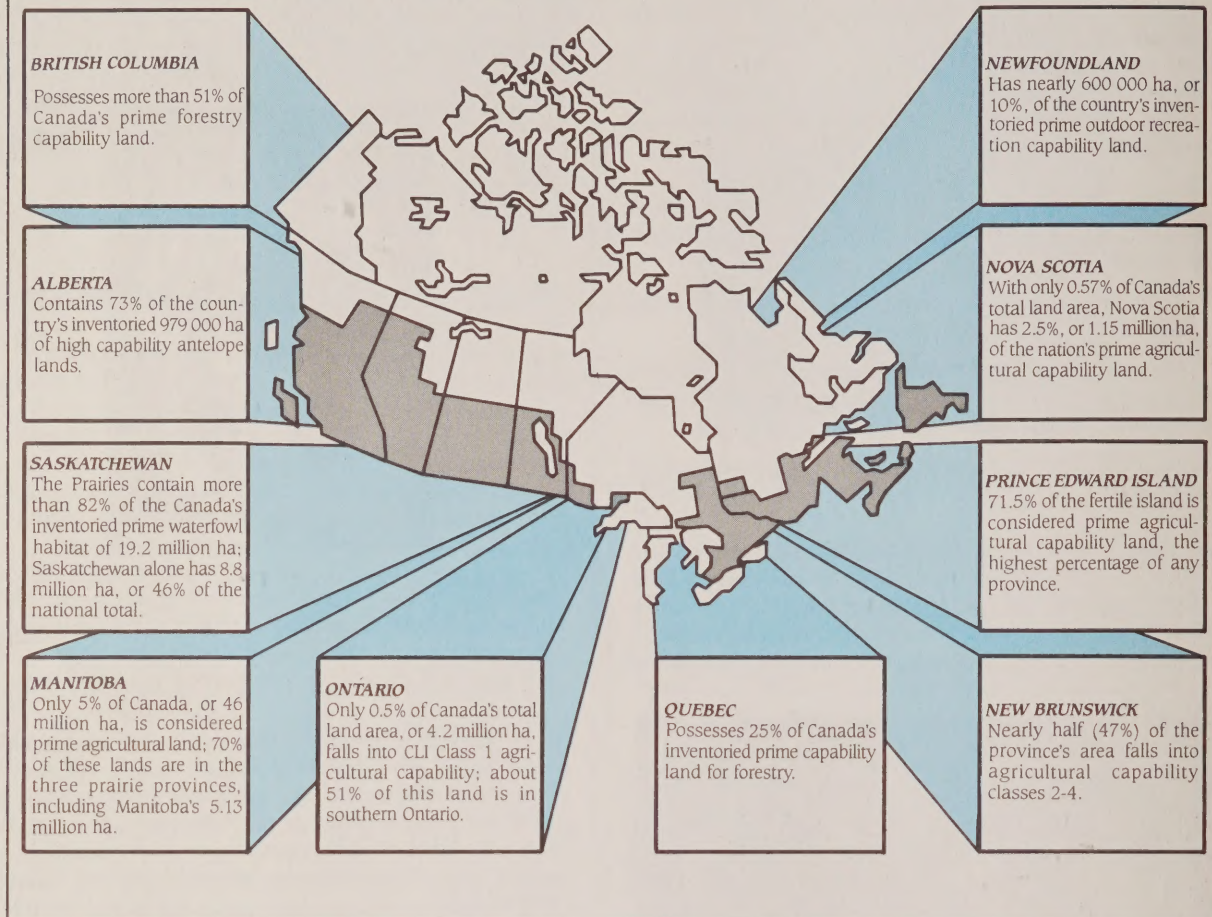 BRITISH COLUMBIA
Possesses more than 51% of
Canada's prime forestry
capability land.
ALBERTA
Contains 73% of the coun-
try's inventoried 979 000 ha
of high capability antelope
lands.
SASKATCHEWAN
The Prairies contain more
than 82% of the Canada's
inventoried prime waterfowl
habitat of 19.2 million ha;
Saskatchewan alone has 8.8
million ha, or 46% of the
national total.
MANITOBA
Only 5% of Canada, or 46
million ha, is considered
prime agricultural land; 70%
of these lands are in the
three prairie provinces,
including Manitoba's 5.13
million ha.
ONTARIO
Only 0.5% of Canada's total
land area, or 4.2 million ha,
falls into CLI Class 1 agri-
cultural capability; about
51% of this land is in
southern Ontario.
QUEBEC
Possesses 25% of Canada's
inventoried prime capability
land for forestry.
NEWFOUNDLAND
Has nearly 600 000 ha, or
10%, of the country's inven-
toried prime outdoor recrea-
tion capability land.
NOVA SCOTIA
With only 0.57% of Canada's
total land area, Nova Scotia
has 2.5%, or 1.15 million ha,
of the nation's prime agricul-
tural capability land.
PRINCE EDWARD ISLAND
71.5% of the fertile island is
considered prime agricul-
tural capability land, the
highest percentage of any
province.
NEW BRUNSWICK
Nearly half (47%) of the
province's area falls into
agricultural capability
classes 2-4.